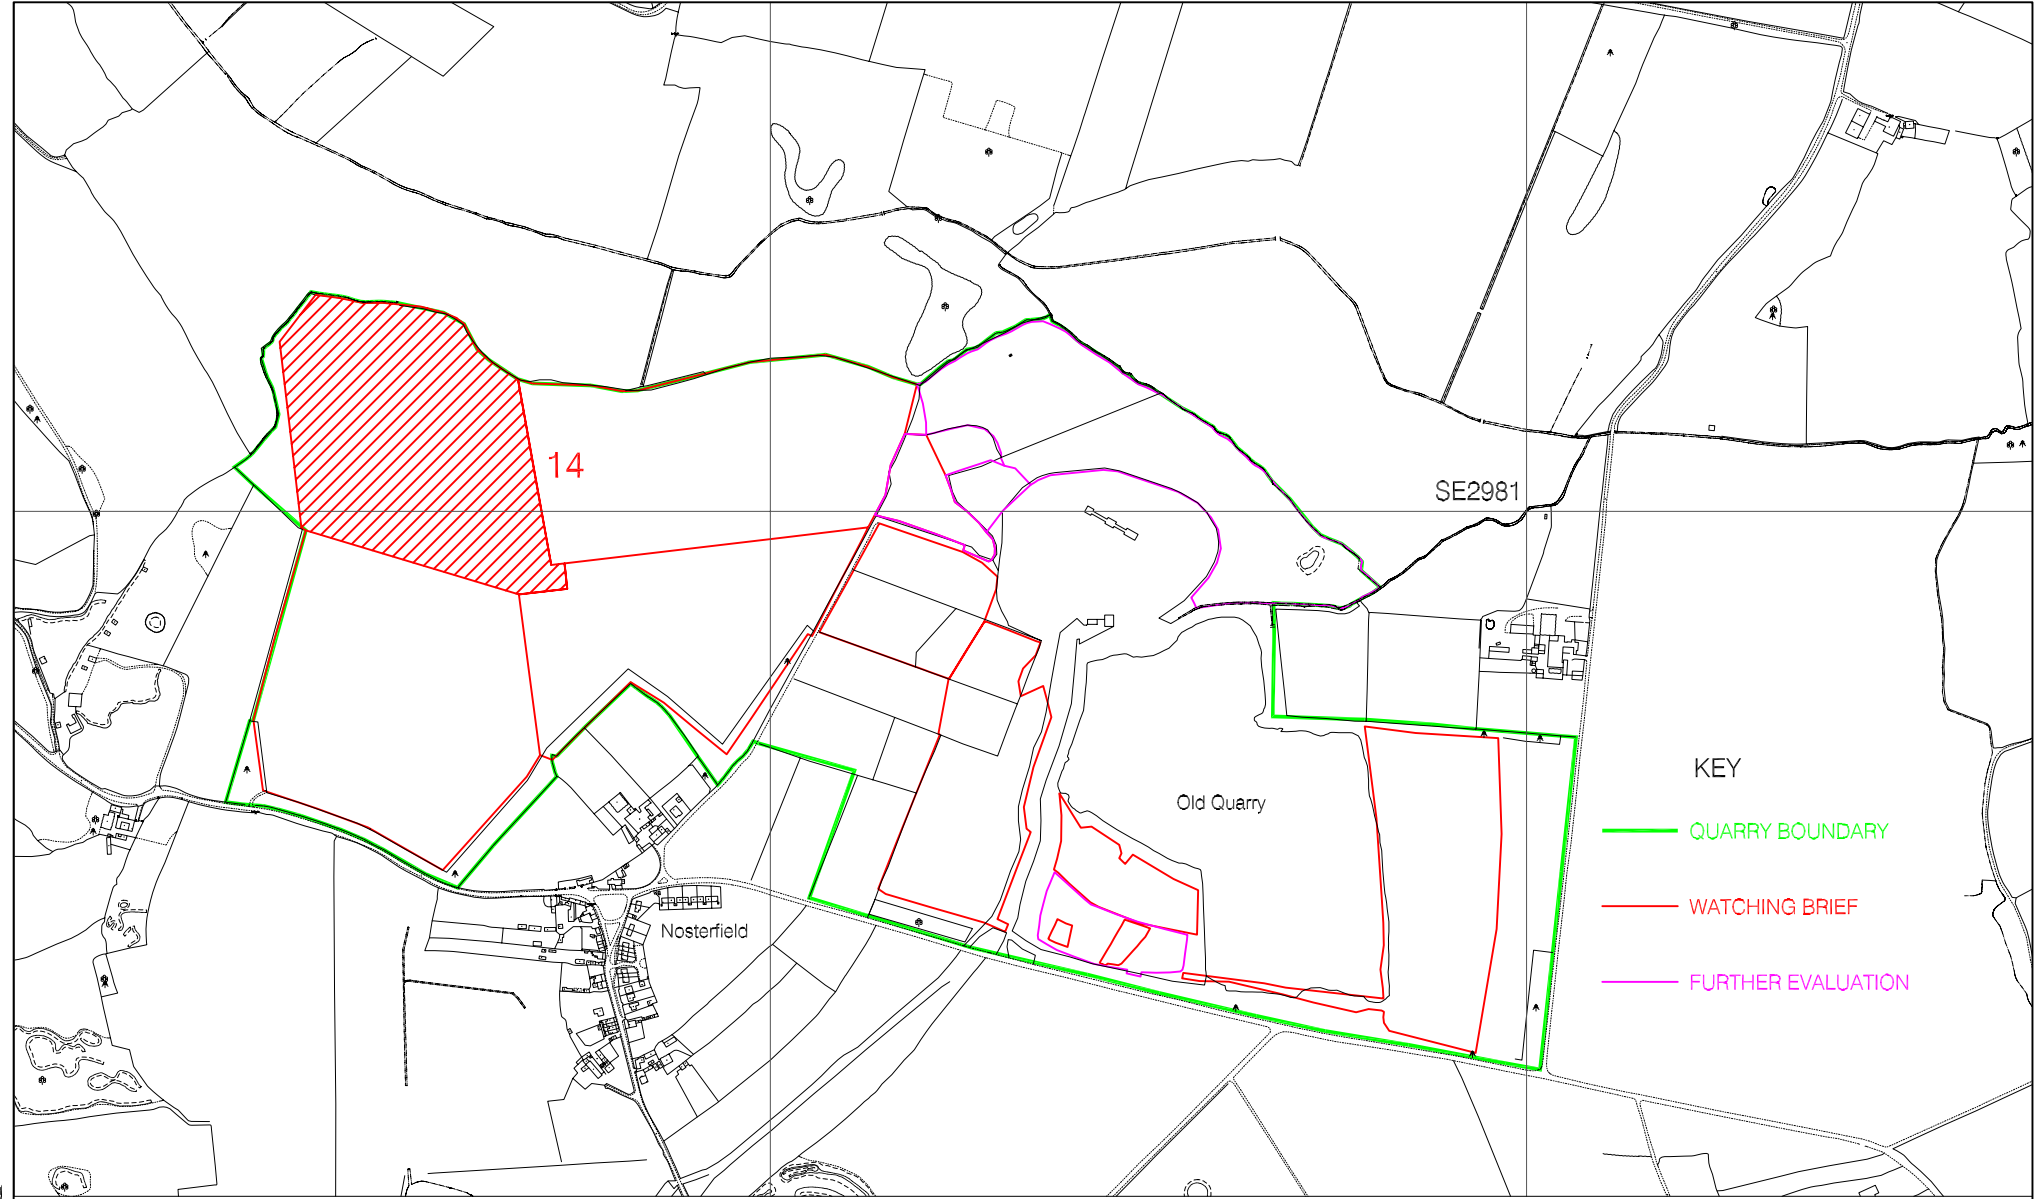 14
SE2981
KEY
Old Quarry
QUARRY BOUNDARY
WATCHING BRIEF
Nosterfield
FURTHER EVALUATION